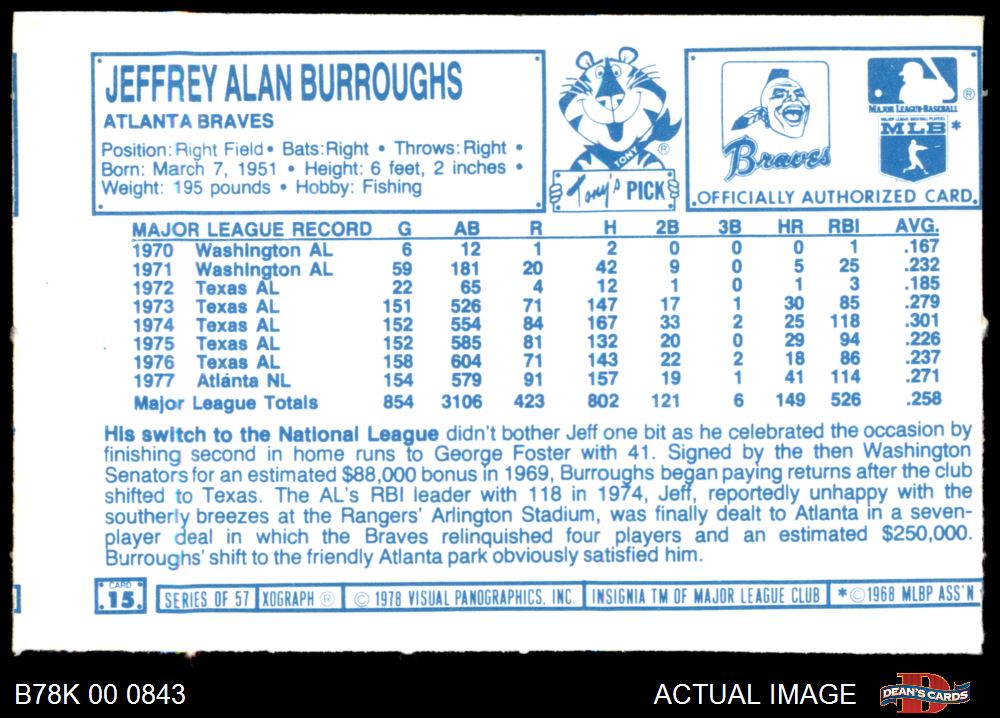 JEFFREY ALAN BURROUGHS
ATLANTA BRAVES
Position: Right Field • Bats: Right • Throws: Right •
Born: March 7, 1951 • Height: 6 feet, 2 inches •
Weight: 195 pounds • Hobby: Fishing
TONY ®
Tony's PICK
Braves
MAJOR LEAGUE BASEBALL ®
MAJOR LEAGUE BASEBALL PLAYERS
MLB *
OFFICIALLY AUTHORIZED CARD.
MAJOR LEAGUE RECORD G AB R H 2B 3B HR RBI AVG.
1970 Washington AL 6 12 1 2 0 0 0 1 .167
1971 Washington AL 59 181 20 42 9 0 5 25 .232
1972 Texas AL 22 65 4 12 1 0 1 3 .185
1973 Texas AL 151 526 71 147 17 1 30 85 .279
1974 Texas AL 152 554 84 167 33 2 25 118 .301
1975 Texas AL 152 585 81 132 20 0 29 94 .226
1976 Texas AL 158 604 71 143 22 2 18 86 .237
1977 Atlanta NL 154 579 91 157 19 1 41 114 .271
Major League Totals 854 3106 423 802 121 6 149 526 .258
His switch to the National League didn't bother Jeff one bit as he celebrated the occasion by
finishing second in home runs to George Foster with 41. Signed by the then Washington
Senators for an estimated $88,000 bonus in 1969, Burroughs began paying returns after the club
shifted to Texas. The AL's RBI leader with 118 in 1974, Jeff, reportedly unhappy with the
southerly breezes at the Rangers' Arlington Stadium, was finally dealt to Atlanta in a seven-
player deal in which the Braves relinquished four players and an estimated $250,000.
Burroughs' shift to the friendly Atlanta park obviously satisfied him.
CARD
15
SERIES OF 57 XOGRAPH ® © 1978 VISUAL PANOGRAPHICS, INC. INSIGNIA TM OF MAJOR LEAGUE CLUB *©1968 MLBP ASS'N
B78K 00 0843 ACTUAL IMAGE DEAN'S CARDS